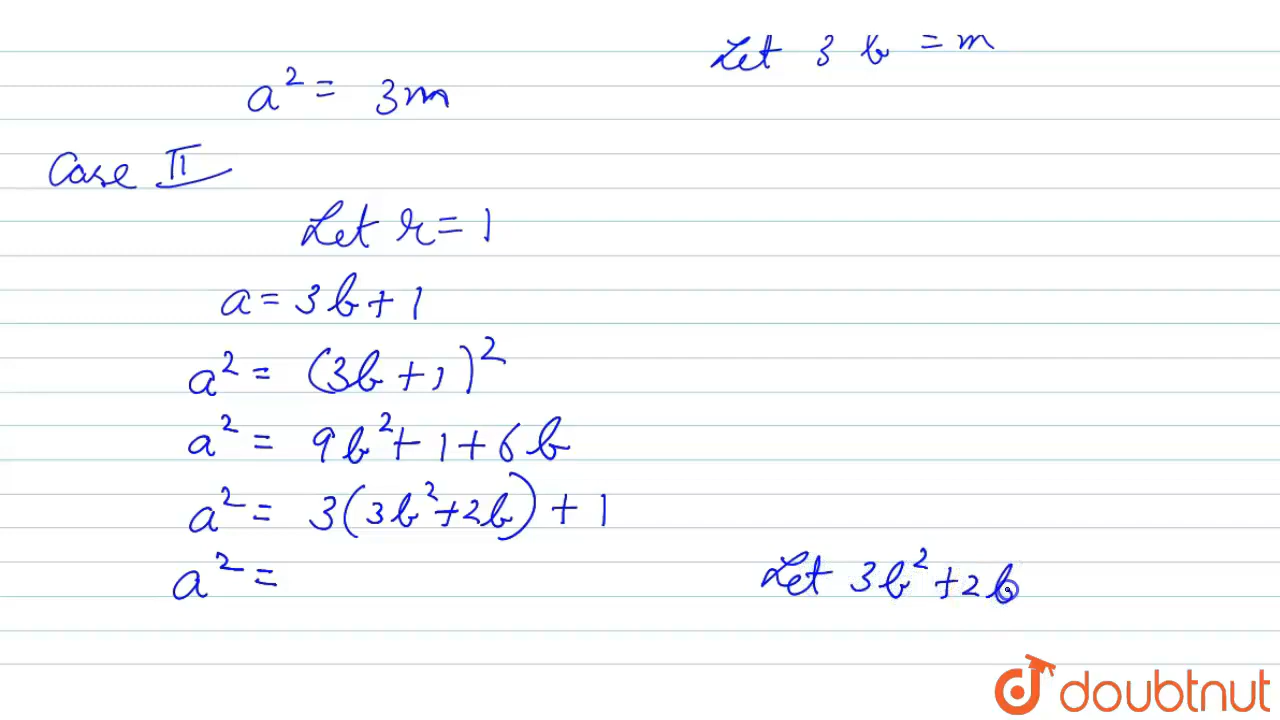 Let 3 b = m
a² = 3m
Case II
Let r = 1
a = 3b + 1
a² = (3b + 1)²
a² = 9b² + 1 + 6b
a² = 3(3b² + 2b) + 1
a² =
Let 3b² + 2b
doubtnut